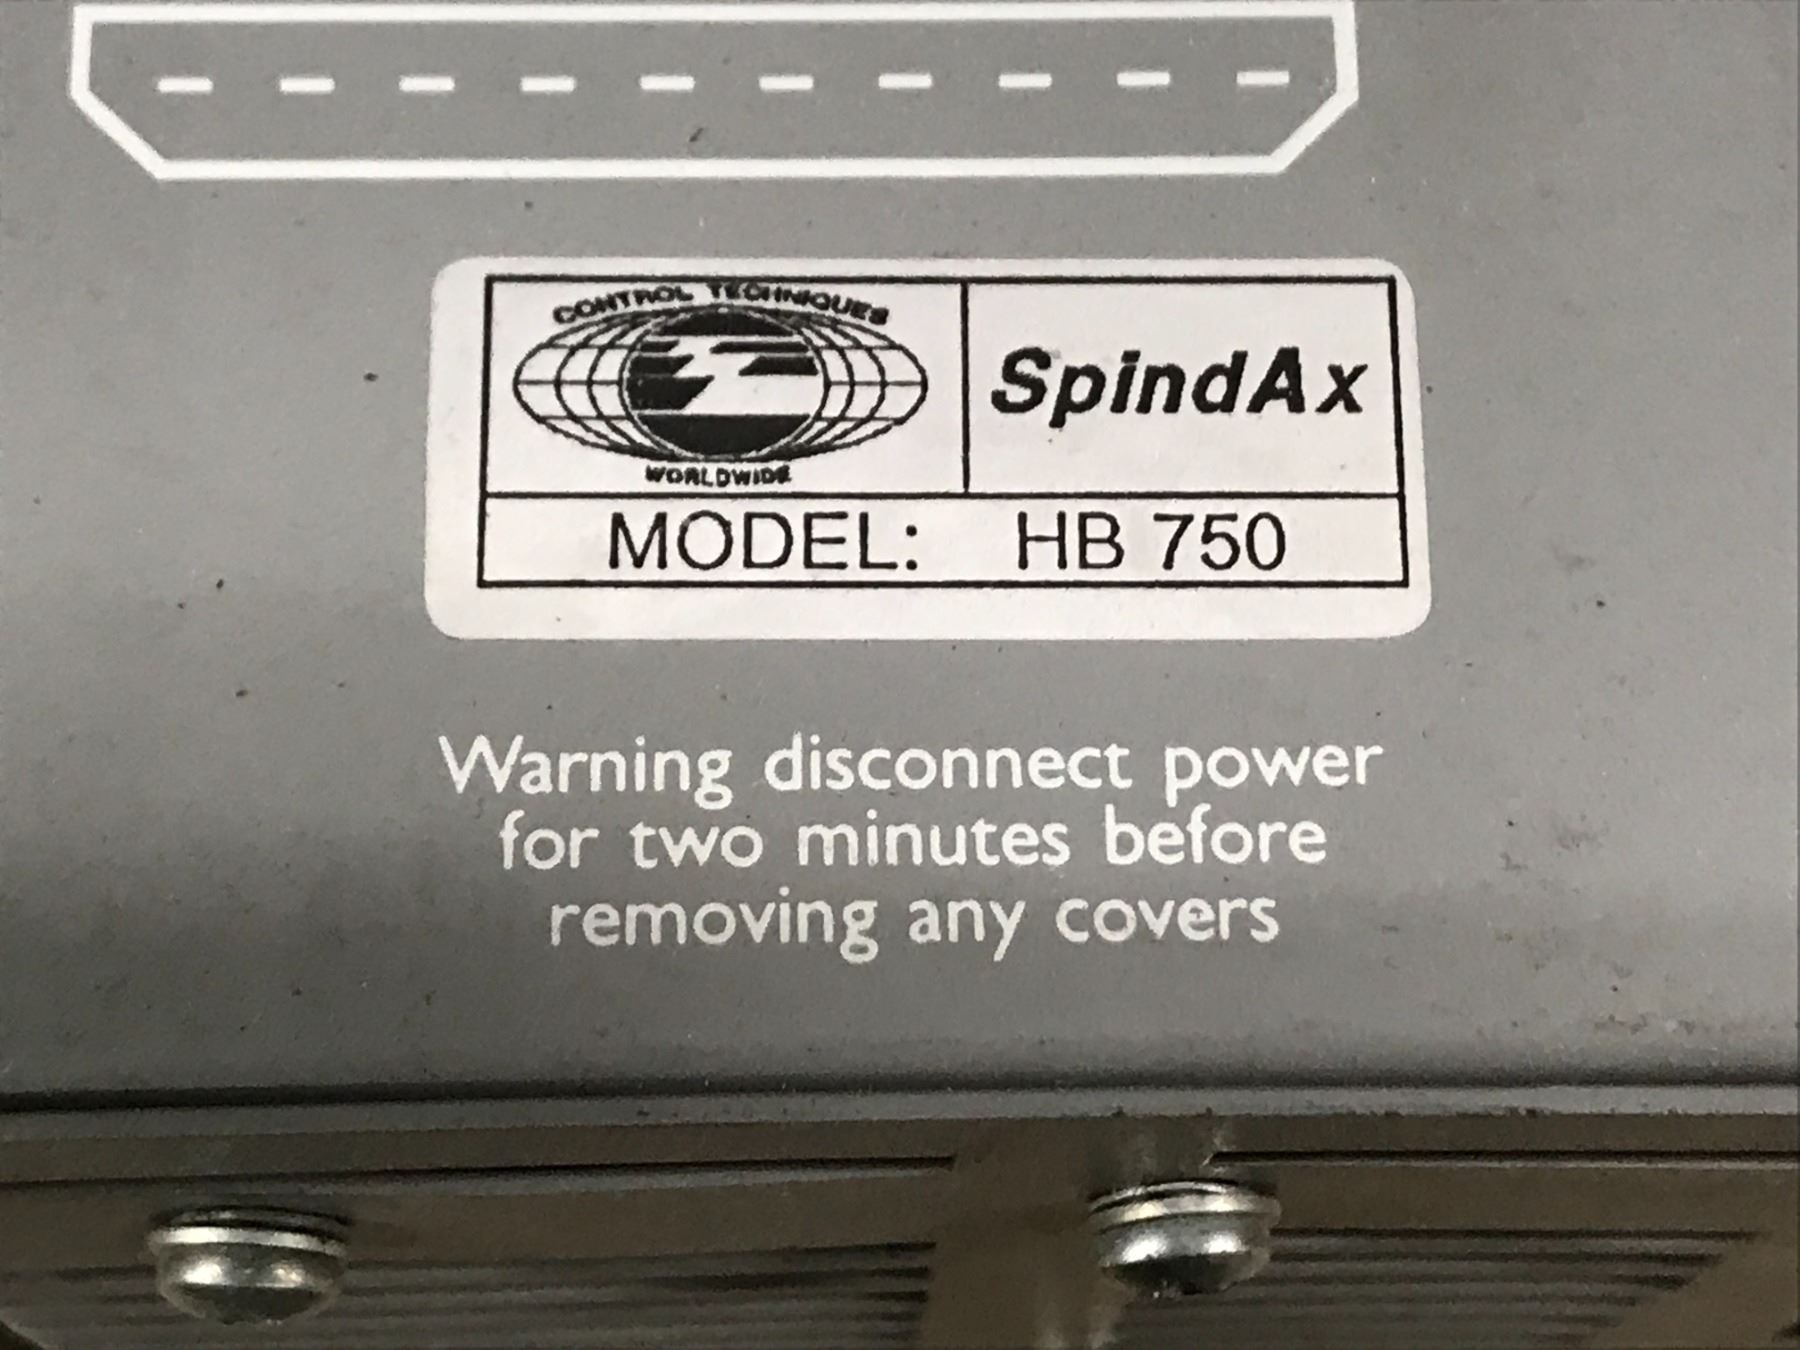 CONTROL TECHNIQUES
WORLDWIDE
SpindAx
MODEL: HB 750
Warning disconnect power
for two minutes before
removing any covers